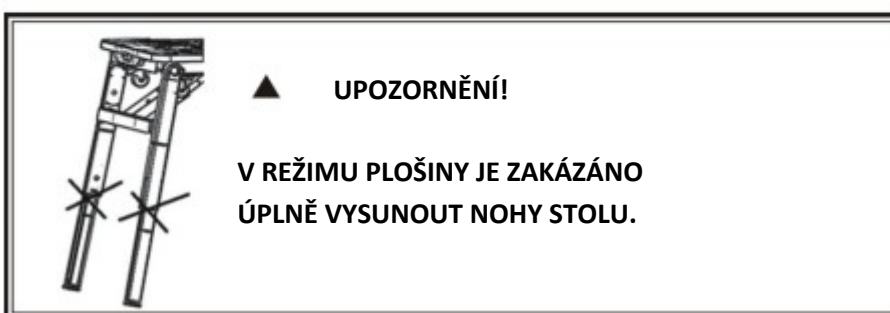 ▲ UPOZORNĚNÍ!
V REŽIMU PLOŠINY JE ZAKÁZÁNO
ÚPLNĚ VYSUNOUT NOHY STOLU.